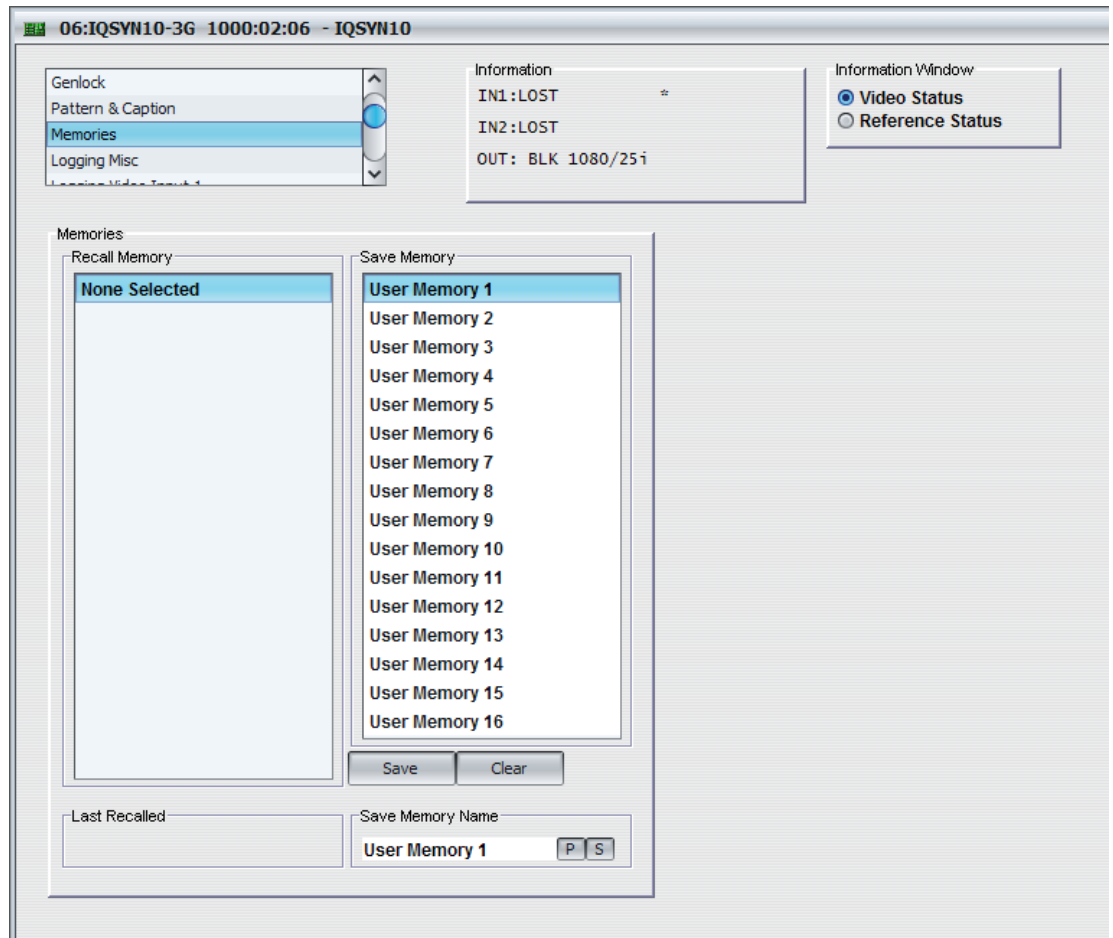 06:IQSYN10-3G 1000:02:06 - IQSYN10
Genlock
Pattern & Caption
Memories
Logging Misc
Logging Video Input 1
Information
IN1:LOST *
IN2:LOST
OUT: BLK 1080/25i
Information Window
Video Status
Reference Status
Memories
Recall Memory
None Selected
Save Memory
User Memory 1
User Memory 2
User Memory 3
User Memory 4
User Memory 5
User Memory 6
User Memory 7
User Memory 8
User Memory 9
User Memory 10
User Memory 11
User Memory 12
User Memory 13
User Memory 14
User Memory 15
User Memory 16
Save Clear
Last Recalled
Save Memory Name
User Memory 1 P S